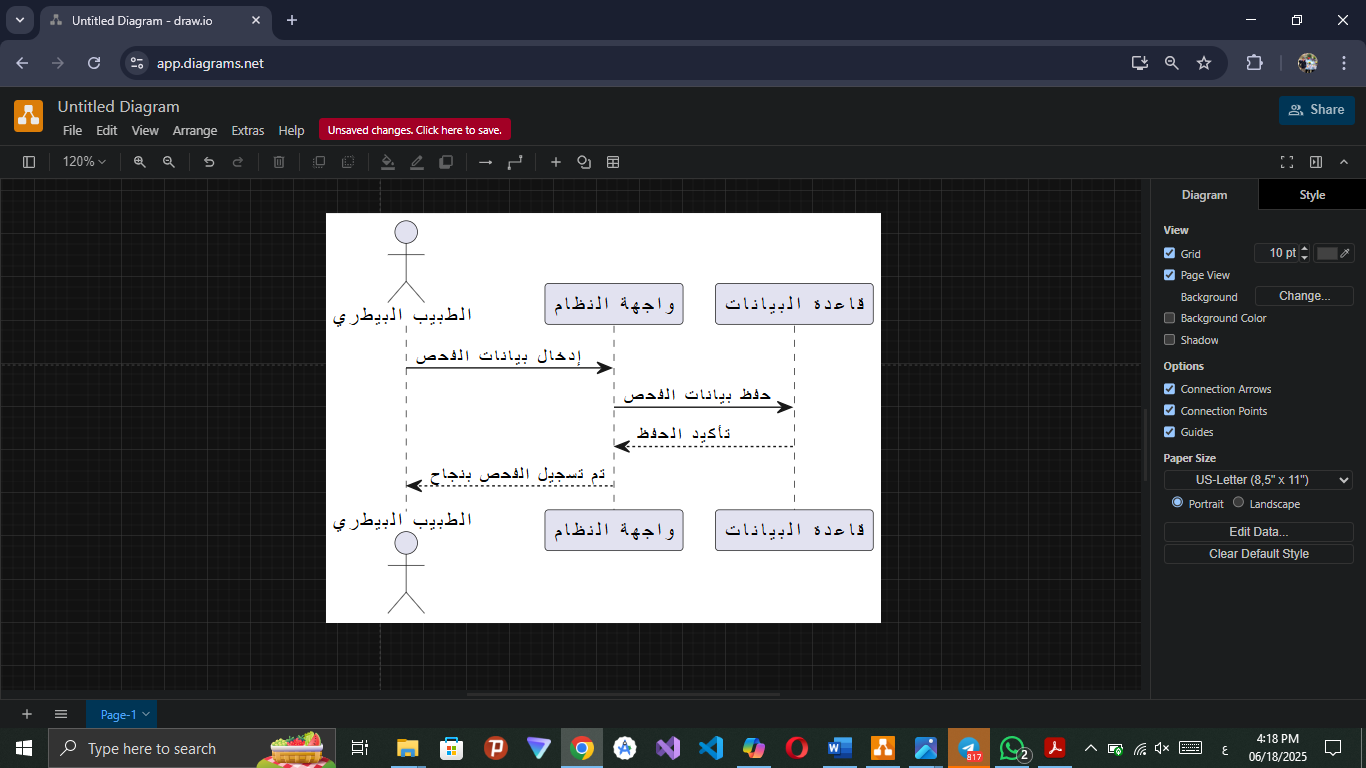 Untitled Diagram - draw.io
app.diagrams.net
Untitled Diagram
Share
File Edit View Arrange Extras Help
Unsaved changes. Click here to save.
120%
Diagram Style
View
Grid 10 pt
Page View
Background Change...
Background Color
Shadow
Options
Connection Arrows
Connection Points
Guides
Paper Size
US-Letter (8,5" x 11")
Portrait Landscape
Edit Data...
Clear Default Style
الطبيب البيطري
واجهة النظام
قاعدة البيانات
إدخال بيانات الفحص
حفظ بيانات الفحص
تأكيد الحفظ
تم تسجيل الفحص بنجاح
الطبيب البيطري
واجهة النظام
قاعدة البيانات
Page-1
Type here to search
817
2
ع
4:18 PM
06/18/2025